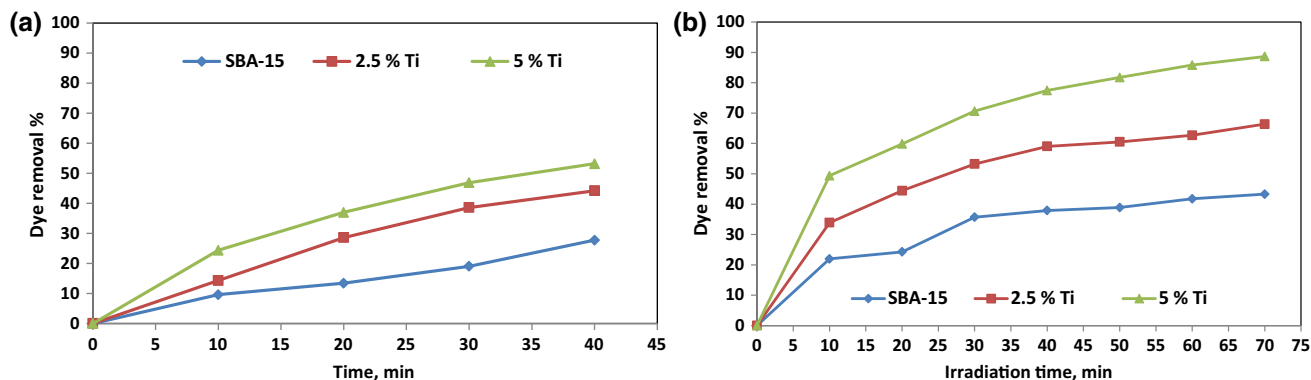 (a)
Dye removal %
100
90
80
70
60
50
40
30
20
10
0
SBA-15 2.5 % Ti 5 % Ti
0 5 10 15 20 25 30 35 40 45
Time, min
(b)
Dye removal %
100
90
80
70
60
50
40
30
20
10
0
SBA-15 2.5 % Ti 5 % Ti
0 5 10 15 20 25 30 35 40 45 50 55 60 65 70 75
Irradiation time, min